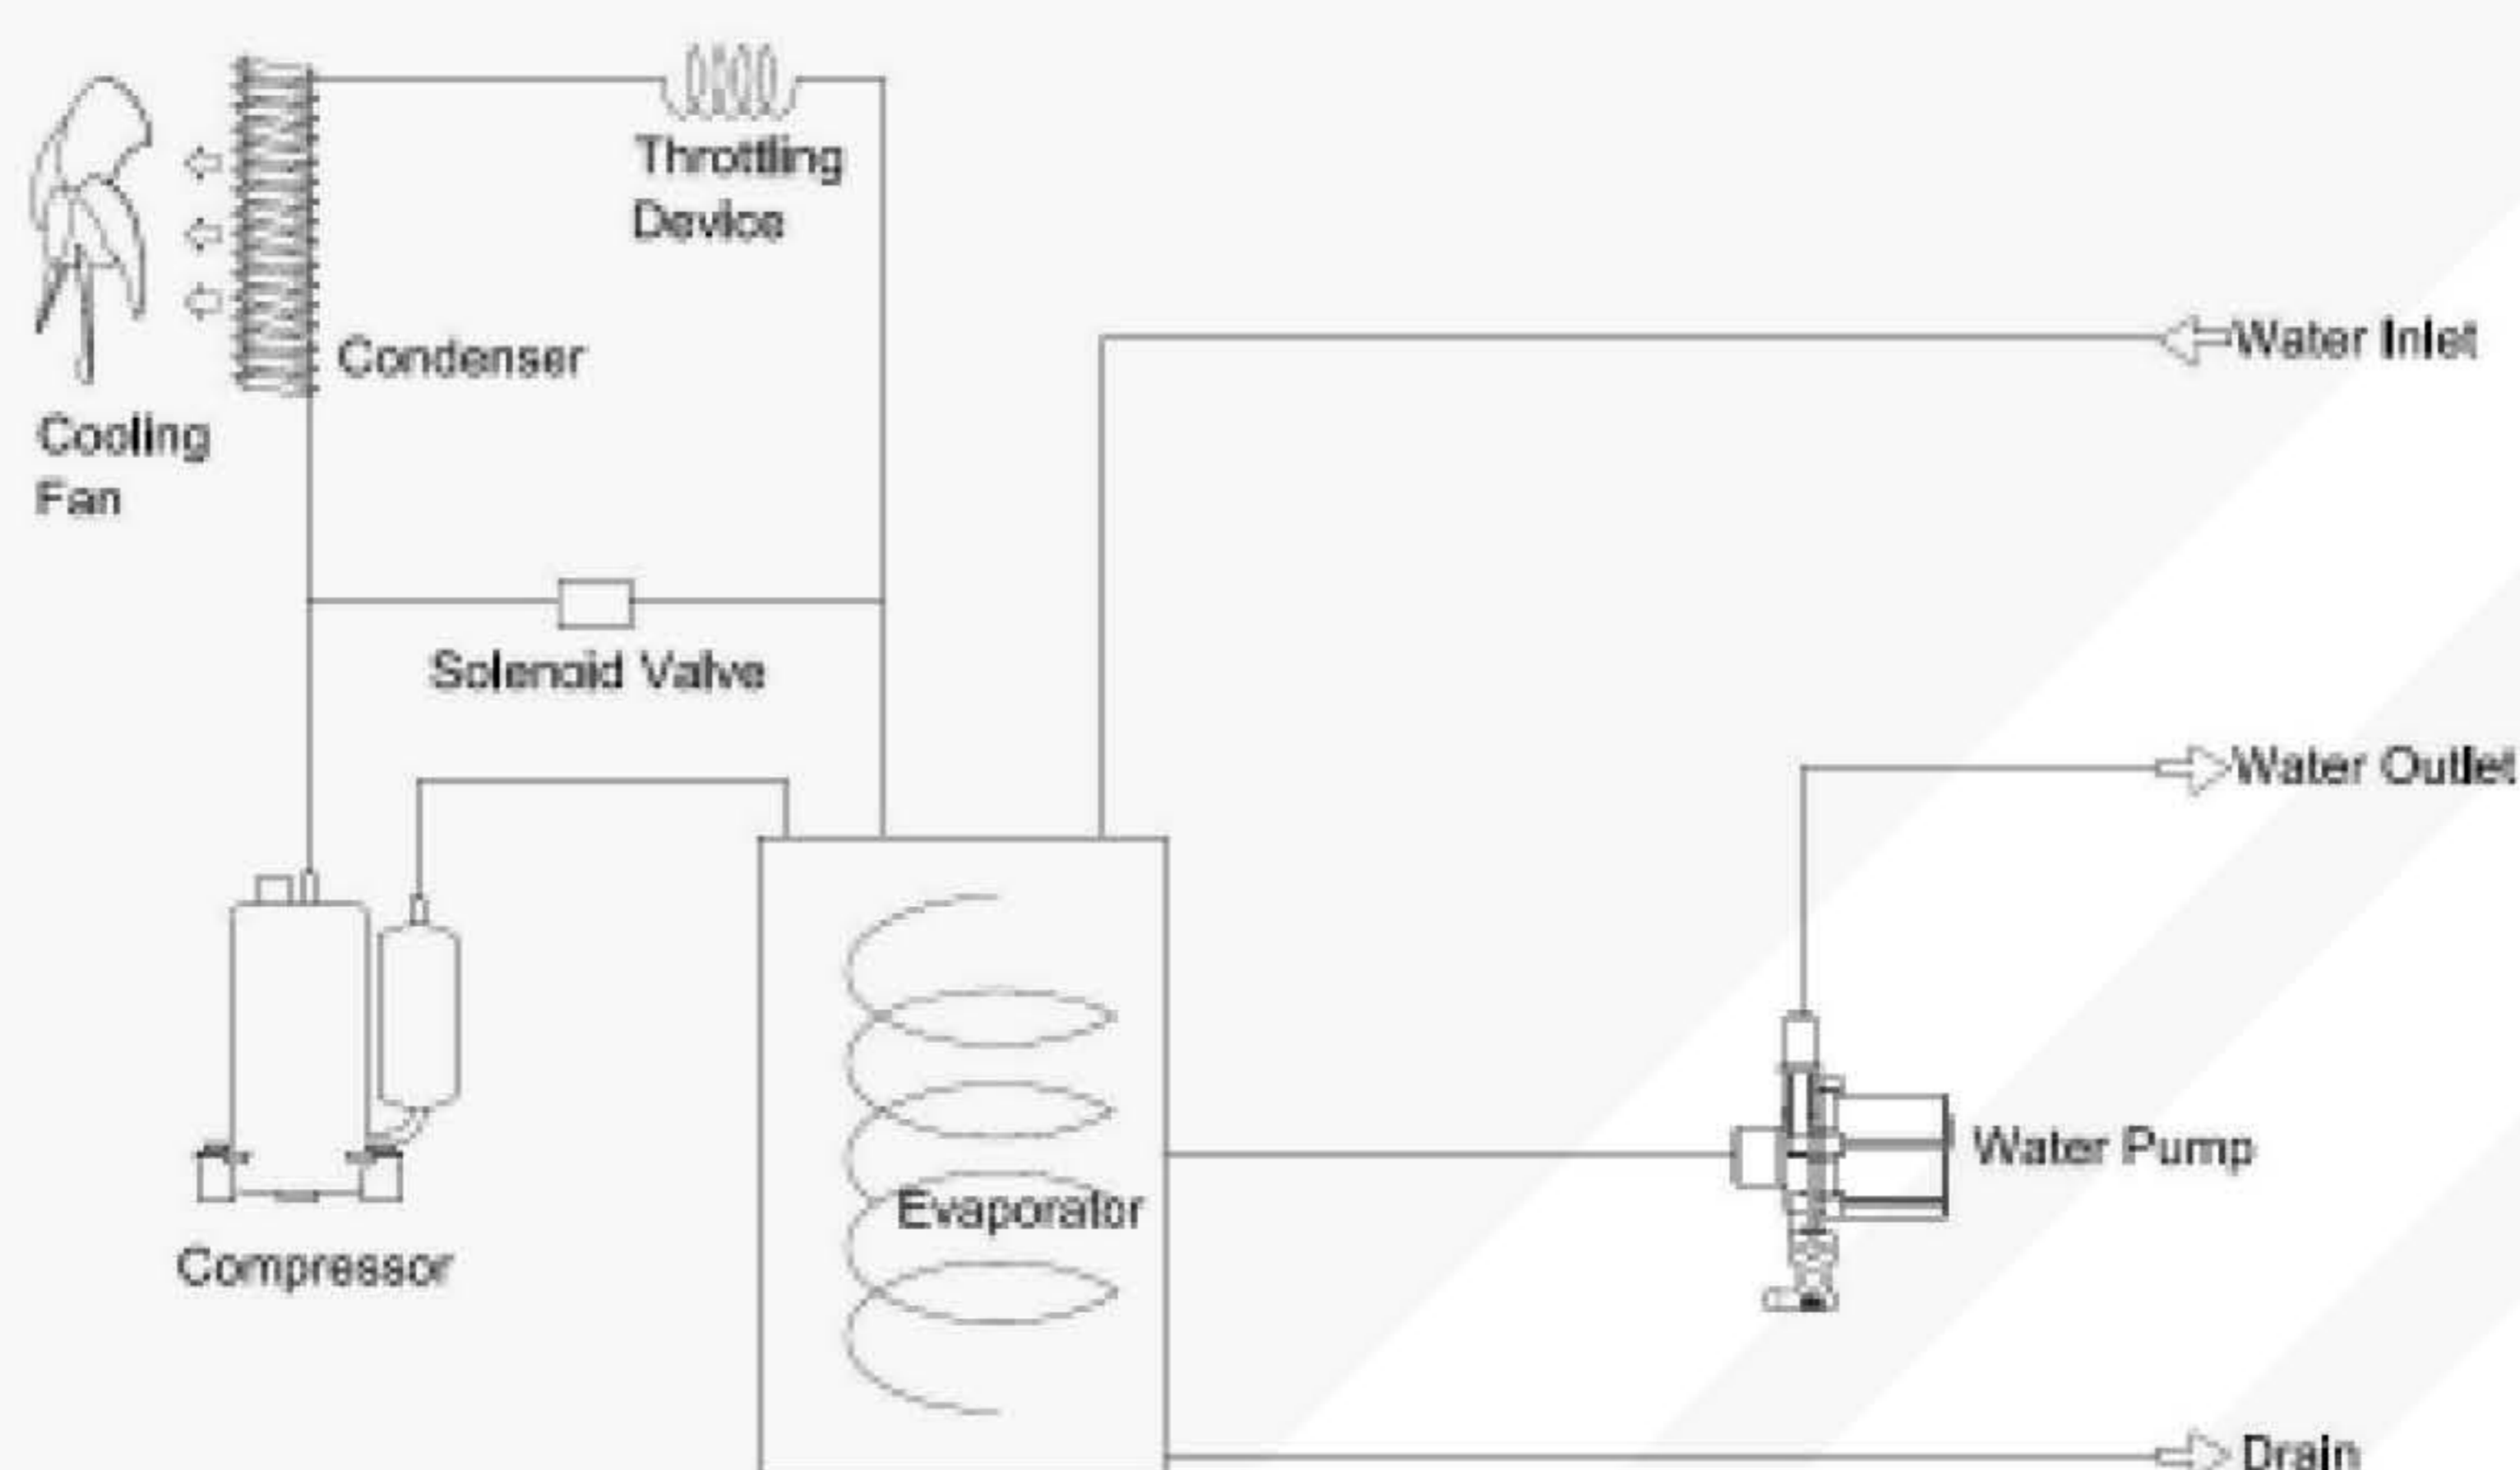 Throttling
Device
Condenser
Water Inlet
Cooling
Fan
Solenoid Valve
Water Outlet
Water Pump
Evaporator
Compressor
Drain